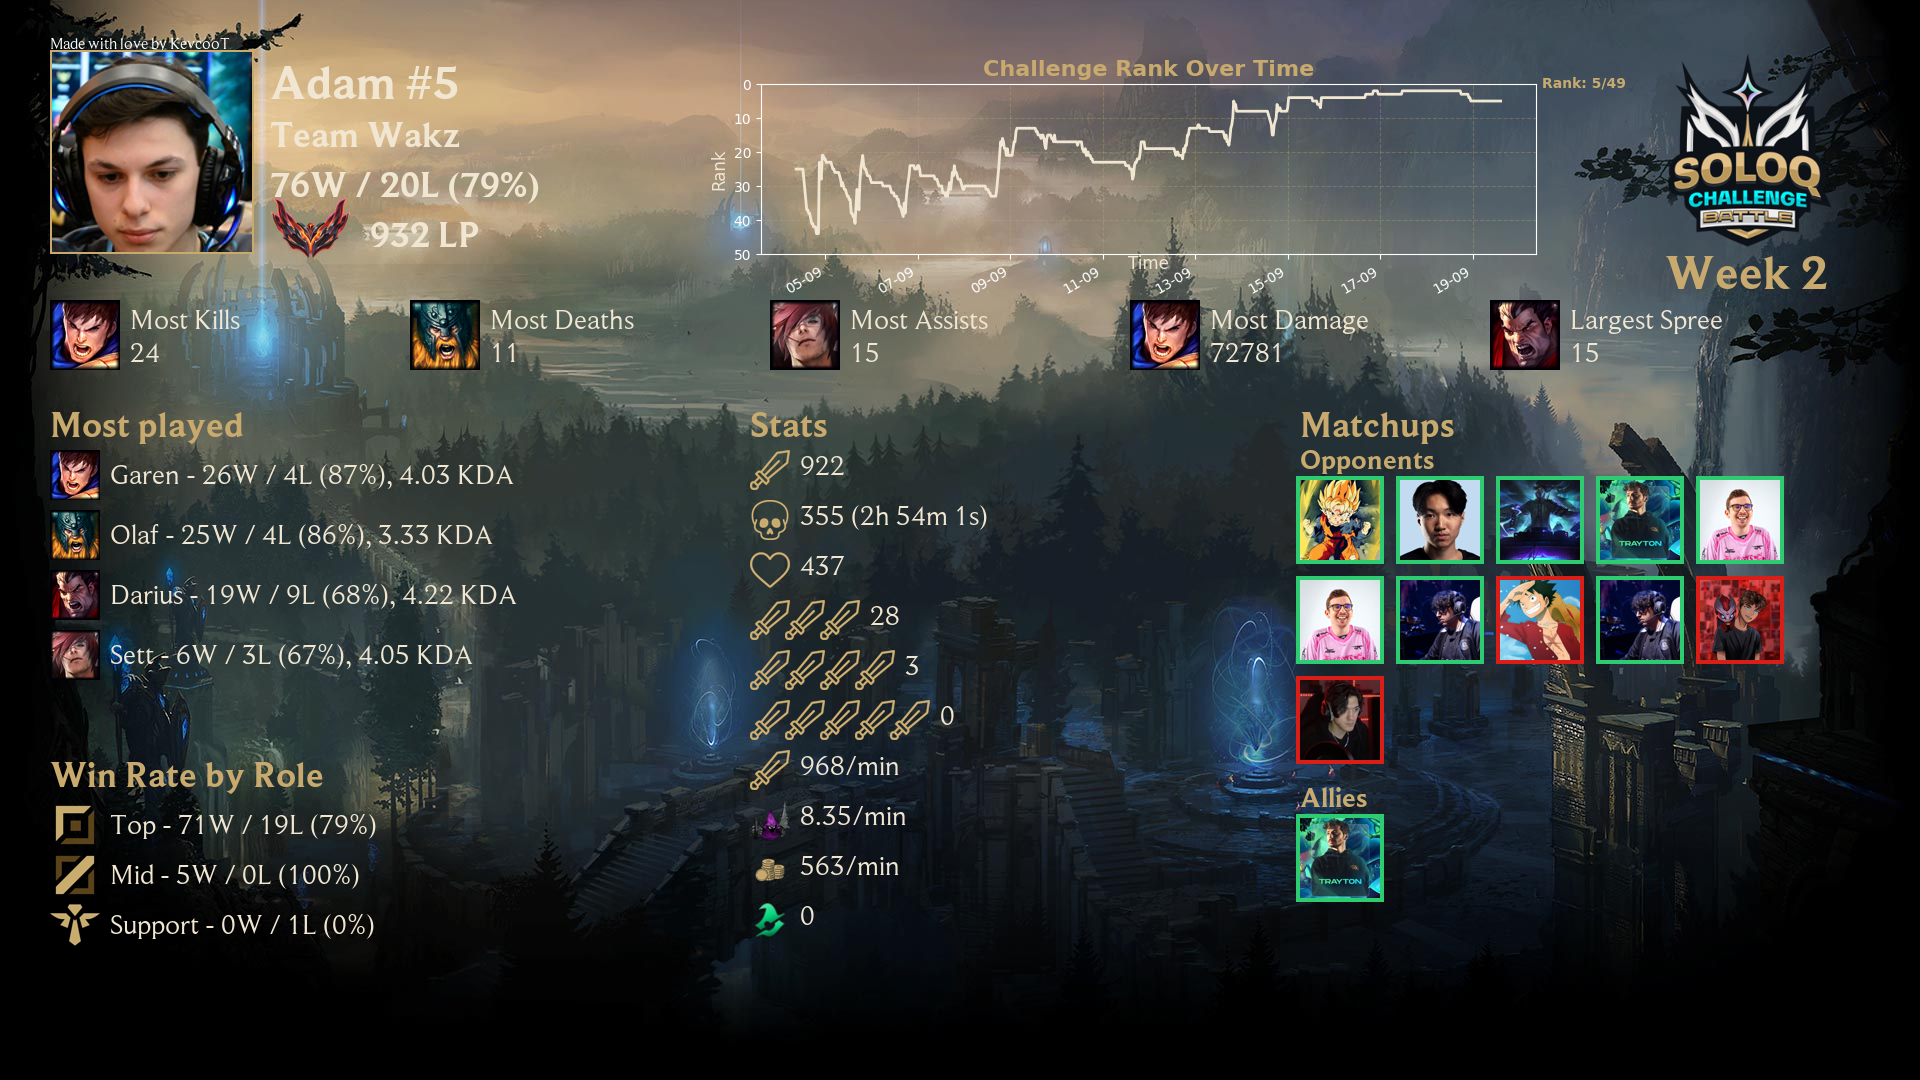 Made with love by KevcooT
Adam #5
Team Wakz
76W / 20L (79%)
932 LP
Challenge Rank Over Time
Rank: 5/49
0
10
20
30
40
50
Rank
05-09
07-09
09-09
11-09
13-09
15-09
17-09
19-09
Time
SOLOQ
CHALLENGE
BATTLE
Week 2
Most Kills
24
Most Deaths
11
Most Assists
15
Most Damage
72781
Largest Spree
15
Most played
Garen - 26W / 4L (87%), 4.03 KDA
Olaf - 25W / 4L (86%), 3.33 KDA
Darius - 19W / 9L (68%), 4.22 KDA
Sett - 6W / 3L (67%), 4.05 KDA
Win Rate by Role
Top - 71W / 19L (79%)
Mid - 5W / 0L (100%)
Support - 0W / 1L (0%)
Stats
922
355 (2h 54m 1s)
437
28
3
0
968/min
8.35/min
563/min
0
Matchups
Opponents
TRAYTON
Allies
TRAYTON